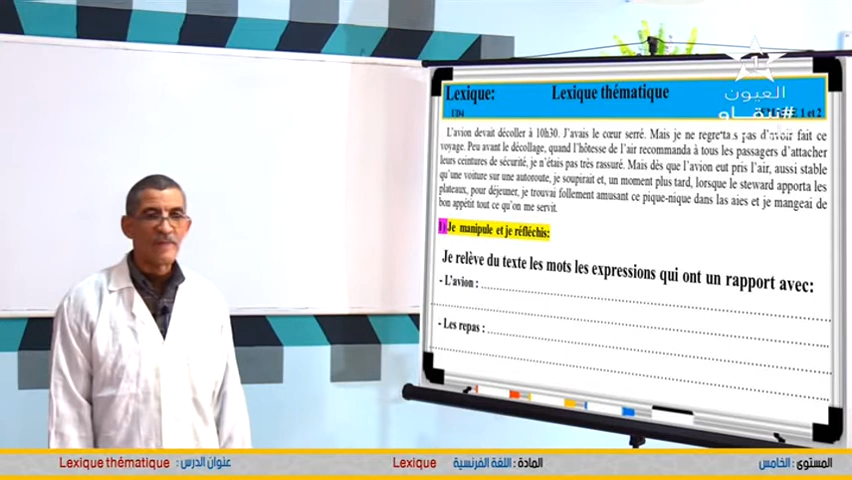 العيون
#نتقاو
Lexique: Lexique thématique
UD4 1 et 2
L'avion devait décoller à 10h30. J'avais le cœur serré. Mais je ne regrettais pas d'avoir fait ce
voyage. Peu avant le décollage, quand l'hôtesse de l'air recommanda à tous les passagers d'attacher
leurs ceintures de sécurité, je n'étais pas très rassuré. Mais dès que l'avion eut pris l'air, aussi stable
qu'une voiture sur une autoroute, je soupirait et, un moment plus tard, lorsque le steward apporta les
plateaux, pour déjeuner, je trouvai follement amusant ce pique-nique dans las aies et je mangeai de
bon appétit tout ce qu'on me servit.
1) Je manipule et je réfléchis:
Je relève du texte les mots les expressions qui ont un rapport avec:
- L'avion :
- Les repas :
المستوى : الخامس المادة : اللغة الفرنسية Lexique عنوان الدرس : Lexique thématique